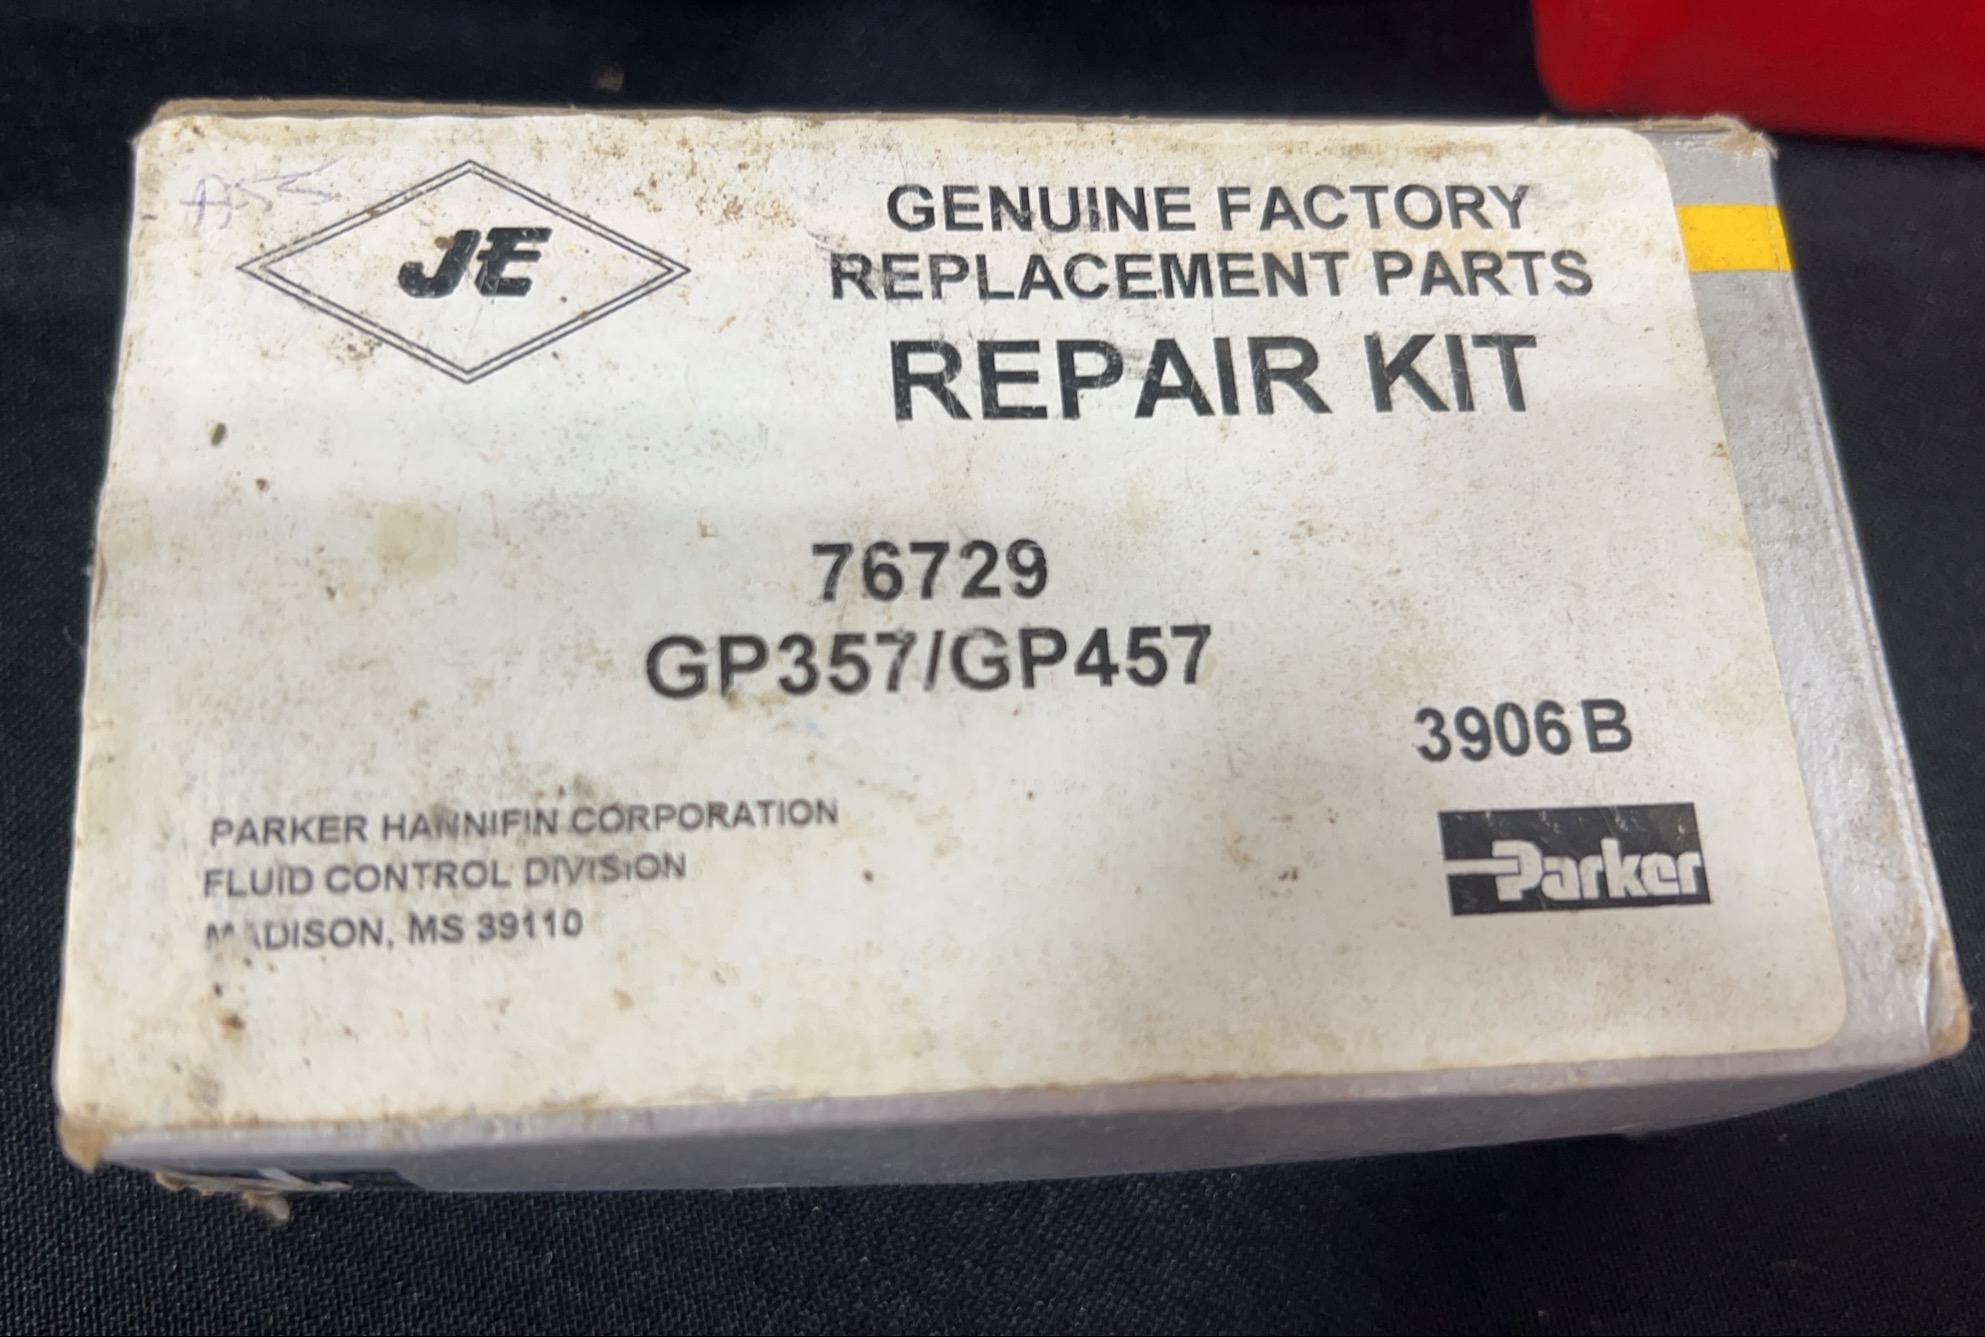 JE
GENUINE FACTORY
REPLACEMENT PARTS
REPAIR KIT
76729
GP357/GP457
3906 B
PARKER HANNIFIN CORPORATION
FLUID CONTROL DIVISION
MADISON, MS 39110
Parker